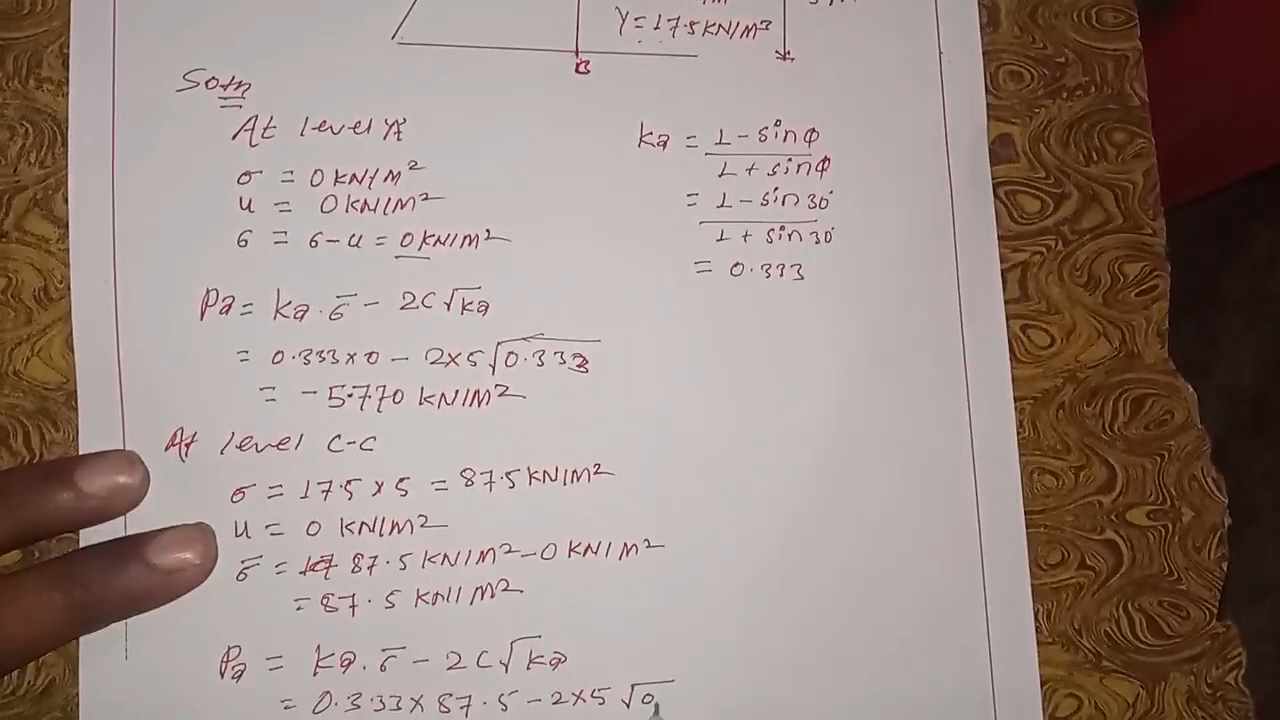 γ = 17.5 KN/M³
B
Soln
At level A
σ = 0 KN/M²
u = 0 KN/M²
σ = σ - u = 0 KN/M²
Pa = ka . σ̅ - 2C√ka
= 0.333 x 0 - 2 x 5√0.333
= - 5.770 KN/M²
At level C-C
σ = 17.5 x 5 = 87.5 KN/M²
u = 0 KN/M²
σ̅ = 87.5 KN/M² - 0 KN/M²
= 87.5 KN/M²
Pa = ka . σ̅ - 2C√ka
= 0.333 x 87.5 - 2 x 5 √0.
ka = 1 - sinφ
1 + sinφ
= 1 - sin 30°
1 + sin 30°
= 0.333